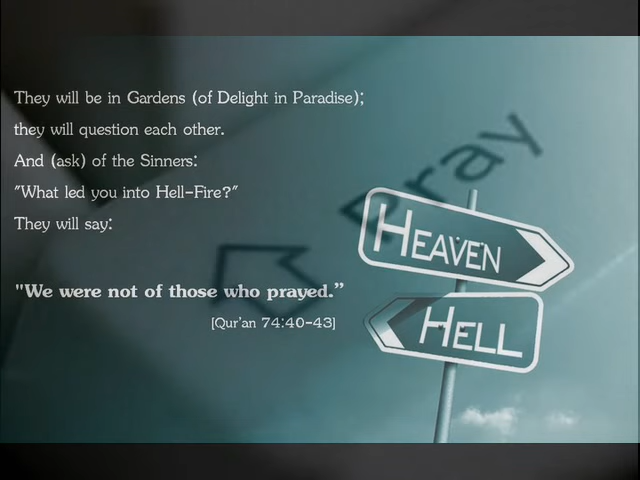 They will be in Gardens (of Delight in Paradise);
they will question each other.
And (ask) of the Sinners:
"What led you into Hell-Fire?"
They will say:
"We were not of those who prayed.”
[Qur'an 74:40-43]
Pray
HEAVEN
HELL